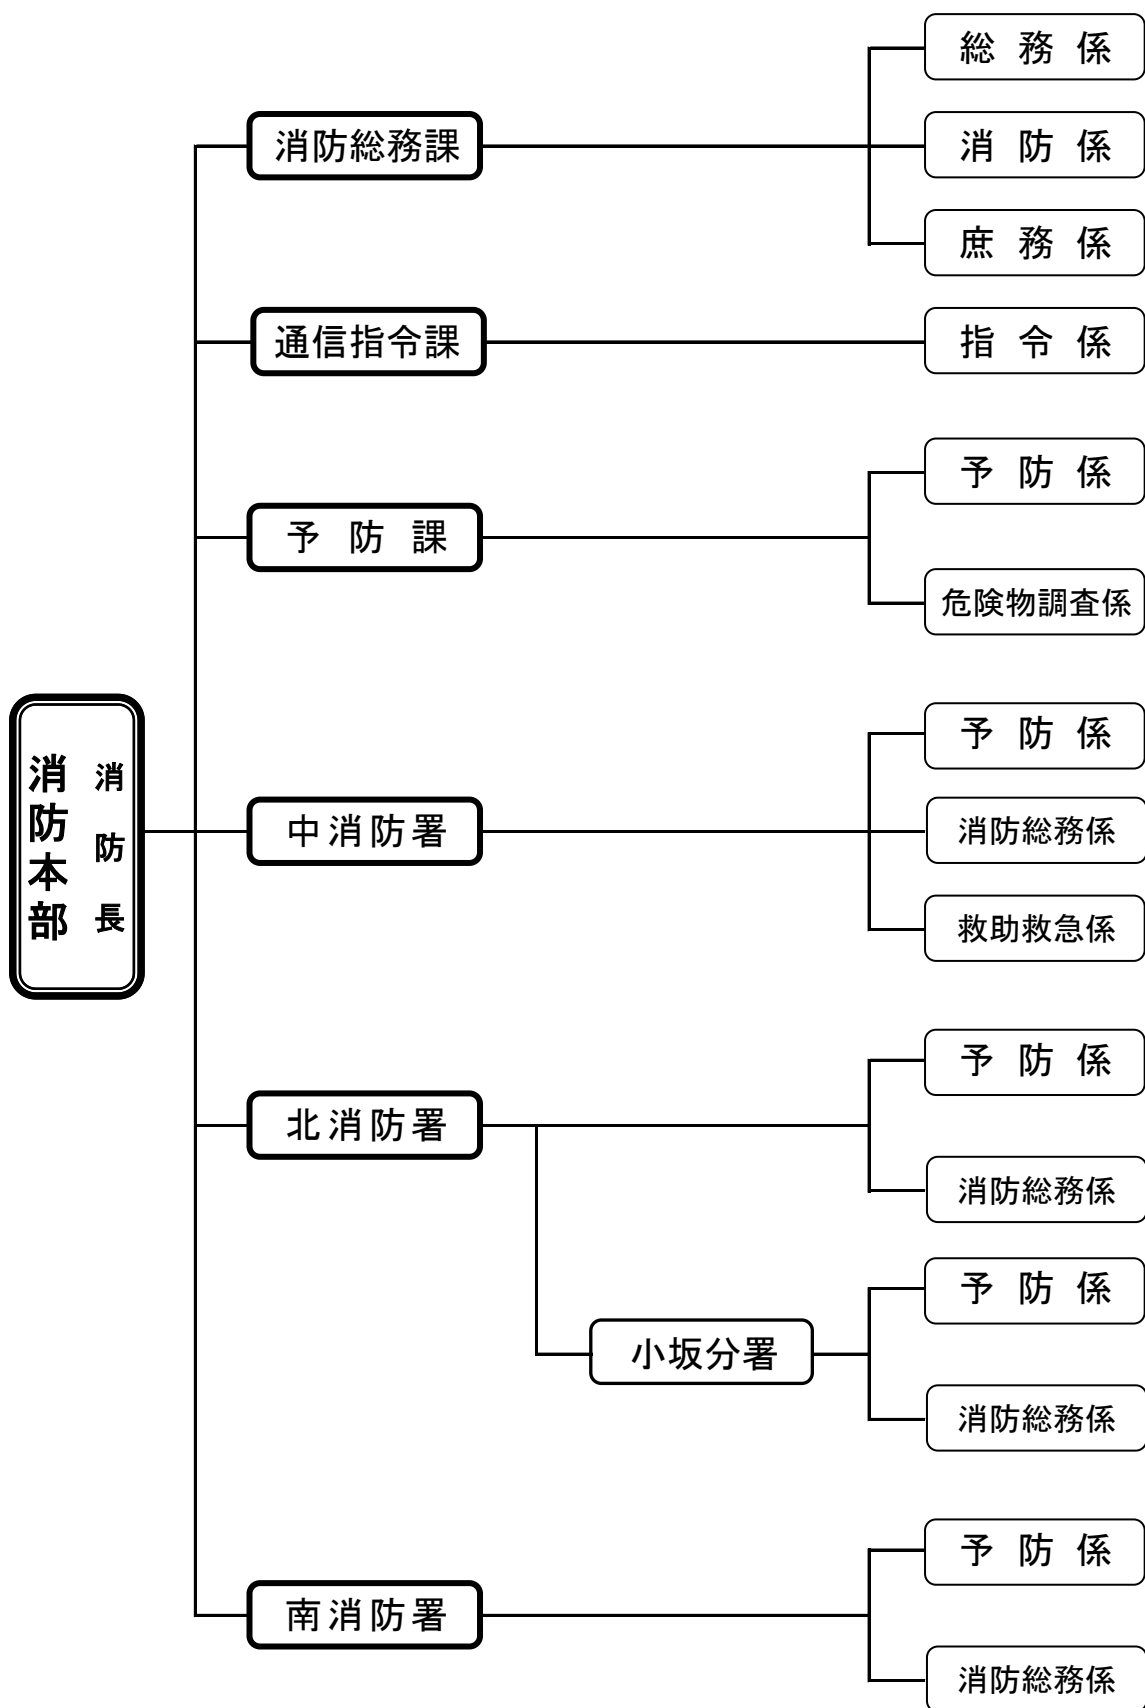 消防本部
消防長
消防総務課
総務係
消防係
庶務係
通信指令課
指令係
予防課
予防係
危険物調査係
中消防署
予防係
消防総務係
救助救急係
北消防署
予防係
消防総務係
小坂分署
予防係
消防総務係
南消防署
予防係
消防総務係